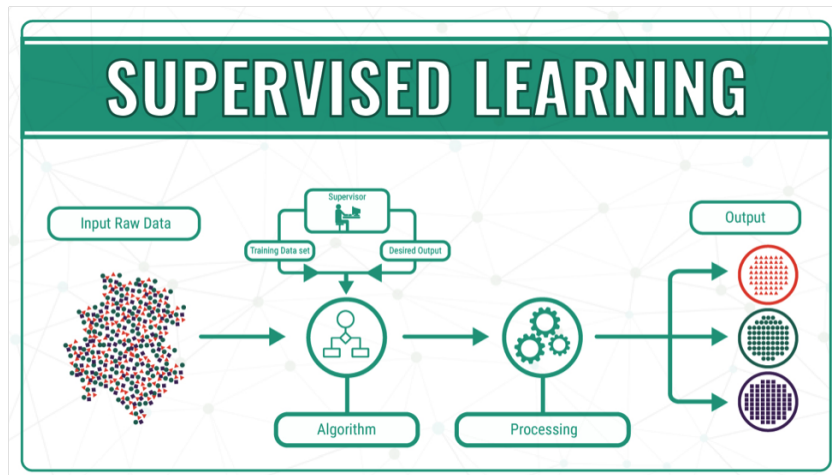 SUPERVISED LEARNING
Input Raw Data
Supervisor
Training Data set
Desired Output
Algorithm
Processing
Output